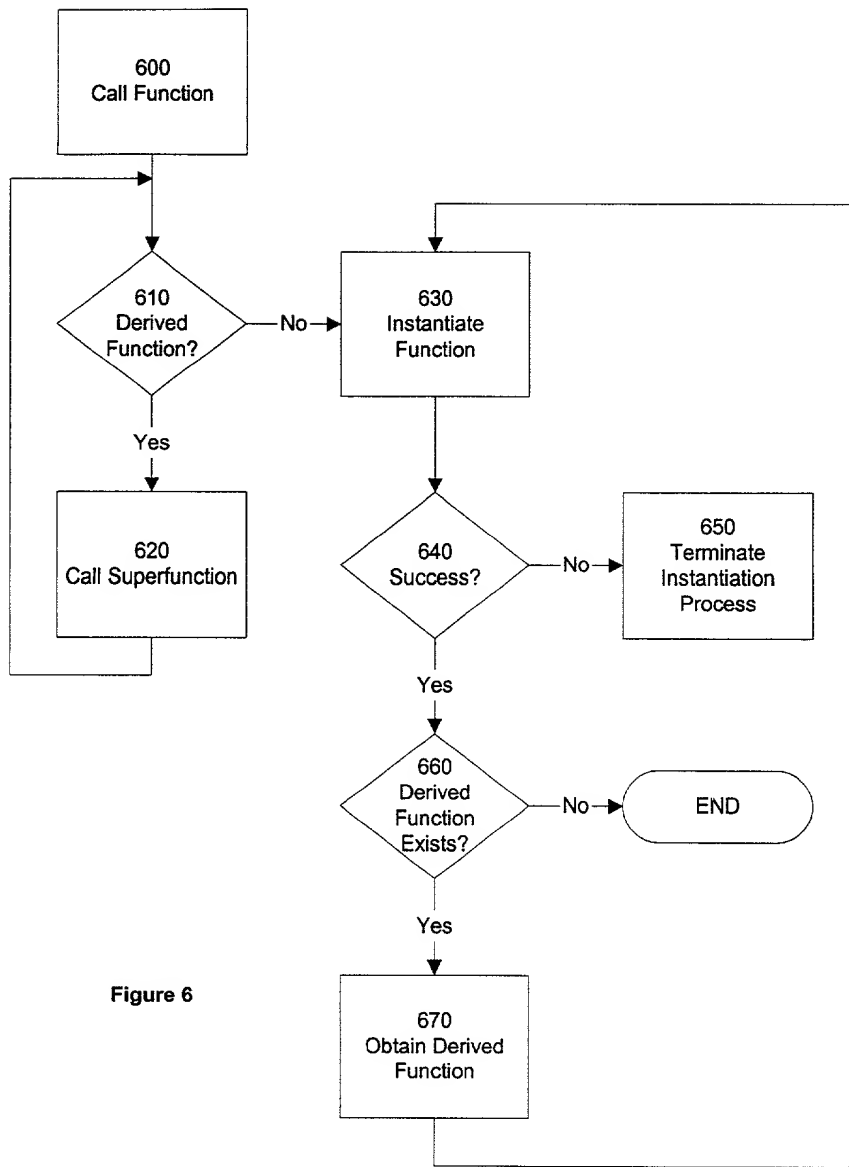 600
Call Function
610
Derived
Function?
No
630
Instantiate
Function
Yes
620
Call Superfunction
640
Success?
No
650
Terminate
Instantiation
Process
Yes
660
Derived
Function
Exists?
No
END
Yes
Figure 6
670
Obtain Derived
Function